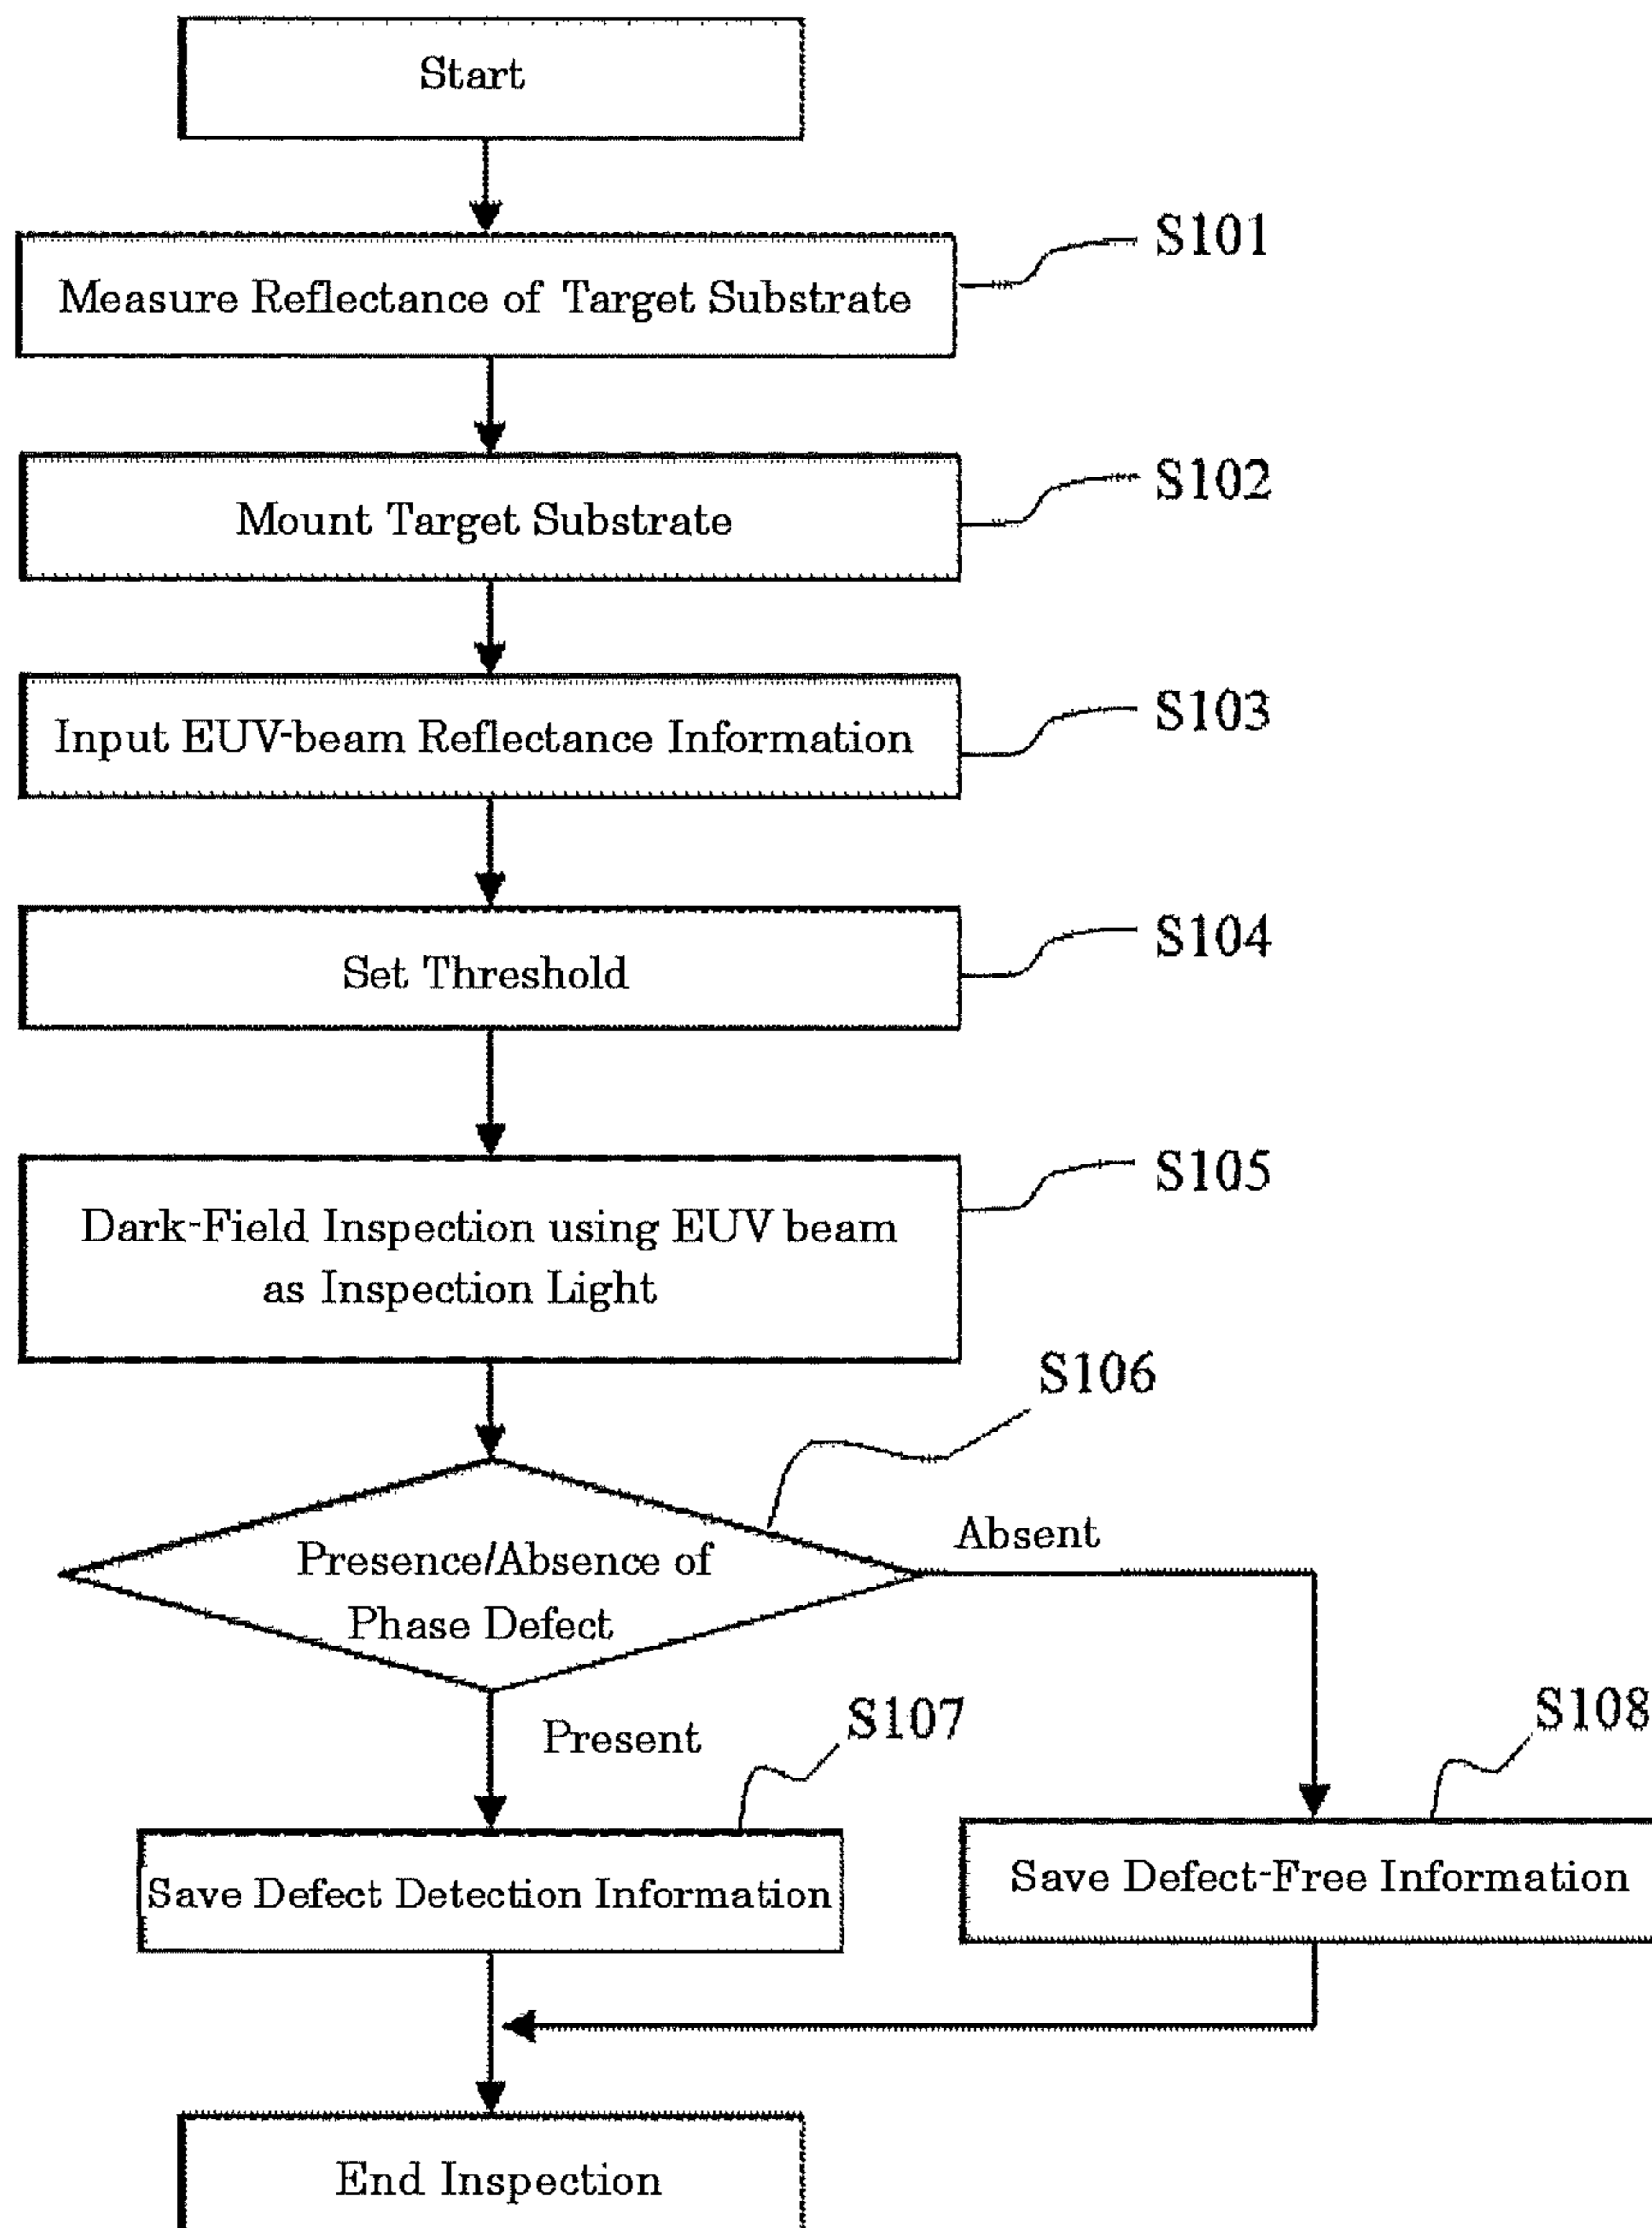 Start
Measure Reflectance of Target Substrate
S101
Mount Target Substrate
S102
Input EUV-beam Reflectance Information
S103
Set Threshold
S104
Dark-Field Inspection using EUV beam
as Inspection Light
S105
S106
Presence/Absence of
Phase Defect
Absent
Present
S107
S108
Save Defect Detection Information
Save Defect-Free Information
End Inspection